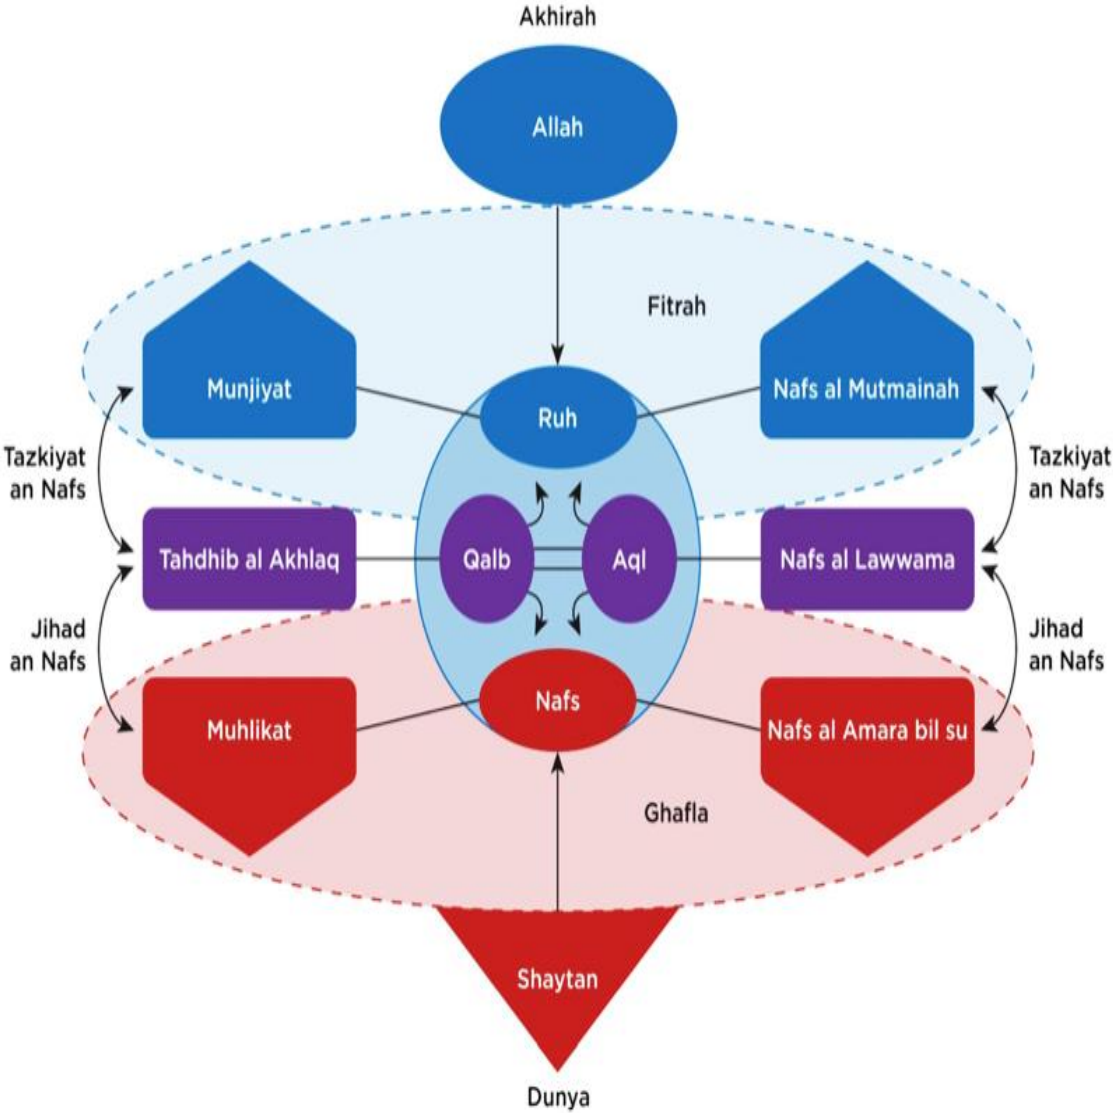 Akhirah
Allah
Fitrah
Munjiyat
Ruh
Nafs al Mutmainah
Tazkiyat
an Nafs
Tazkiyat
an Nafs
Tahdhib al Akhlaq
Qalb
Aql
Nafs al Lawwama
Jihad
an Nafs
Jihad
an Nafs
Muhlikat
Nafs
Nafs al Amara bil su
Ghafla
Shaytan
Dunya